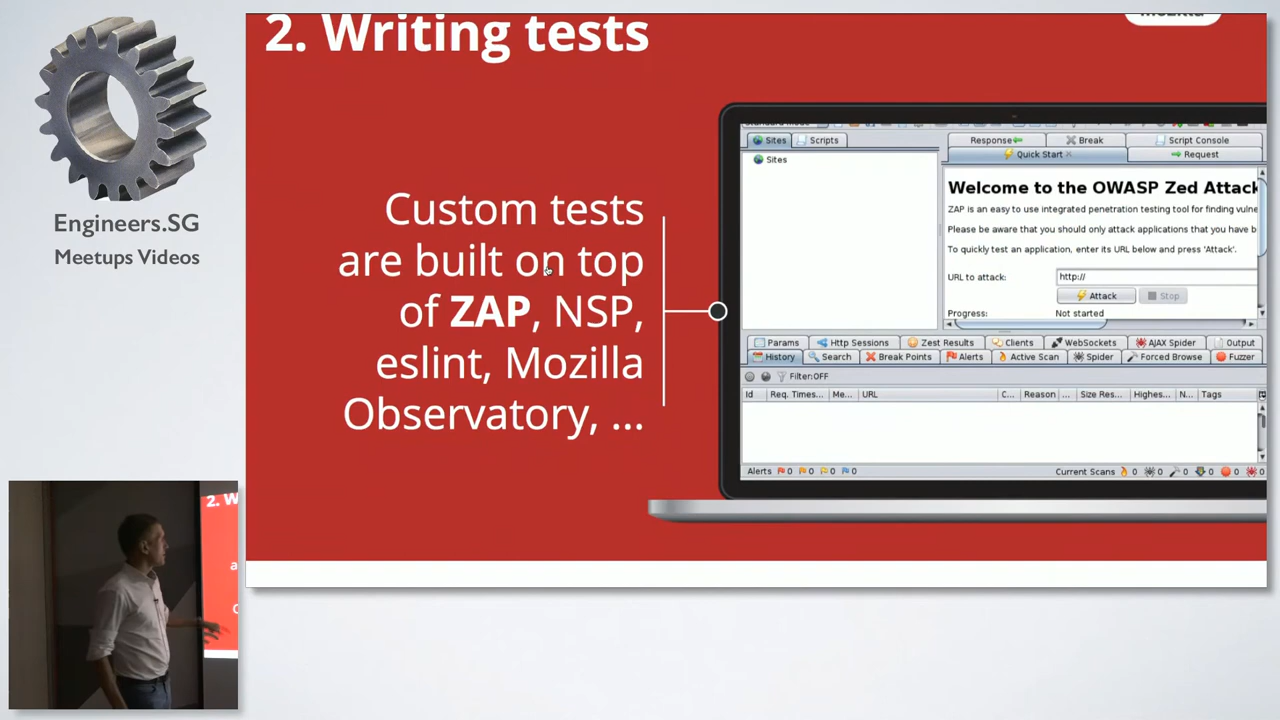 2. Writing tests
Engineers.SG
Meetups Videos
Custom tests
are built on top
of ZAP, NSP,
eslint, Mozilla
Observatory, ...
Sites
Scripts
Response
Break
Script Console
Quick Start
Request
Sites
Welcome to the OWASP Zed Attack
ZAP is an easy to use integrated penetration testing tool for finding vulne
Please be aware that you should only attack applications that you have b
To quickly test an application, enter its URL below and press 'Attack'.
URL to attack: http://
Attack Stop
Progress: Not started
Params Http Sessions Zest Results Clients WebSockets AJAX Spider Output
History Search Break Points Alerts Active Scan Spider Forced Browse Fuzzer
Filter:OFF
Id Req. Times... Me... URL C... Reason ... Size Res... Highes... N... Tags
Alerts 0 0 0 0 Current Scans 0 0 0 0 0 0
2. W